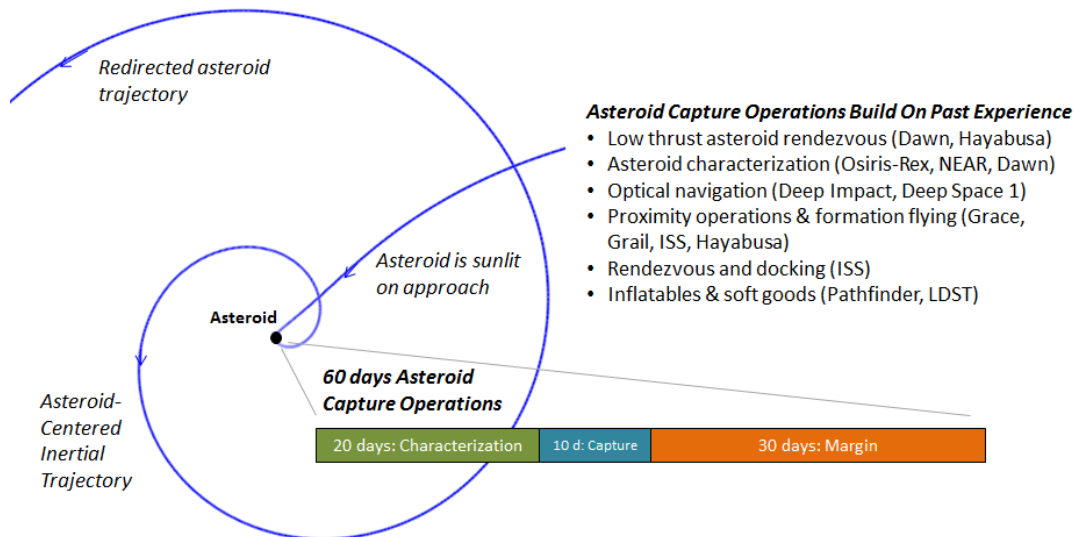 Redirected asteroid
trajectory
Asteroid Capture Operations Build On Past Experience
• Low thrust asteroid rendezvous (Dawn, Hayabusa)
• Asteroid characterization (Osiris-Rex, NEAR, Dawn)
• Optical navigation (Deep Impact, Deep Space 1)
• Proximity operations & formation flying (Grace,
Grail, ISS, Hayabusa)
• Rendezvous and docking (ISS)
• Inflatables & soft goods (Pathfinder, LDST)
Asteroid is sunlit
on approach
Asteroid
60 days Asteroid
Capture Operations
Asteroid-
Centered
Inertial
Trajectory
20 days: Characterization
10 d: Capture
30 days: Margin